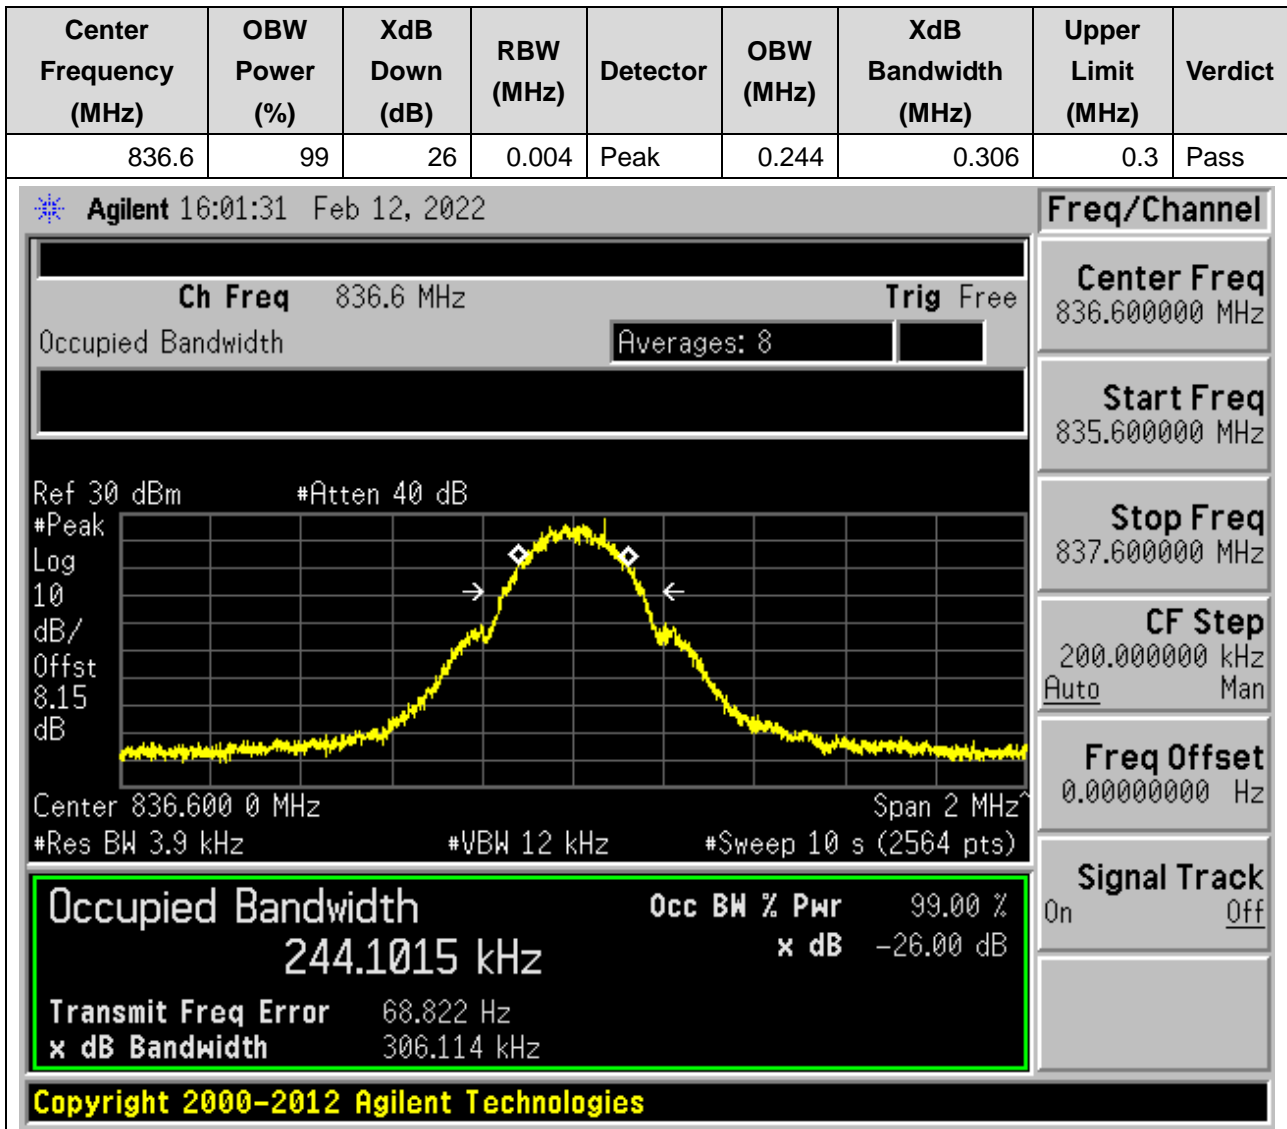 Center Frequency (MHz) OBW Power (%) XdB Down (dB) RBW (MHz) Detector OBW (MHz) XdB Bandwidth (MHz) Upper Limit (MHz) Verdict
836.6 99 26 0.004 Peak 0.244 0.306 0.3 Pass
Agilent 16:01:31 Feb 12, 2022
Freq/Channel
Ch Freq 836.6 MHz Trig Free
Occupied Bandwidth Averages: 8
Center Freq
836.600000 MHz
Start Freq
835.600000 MHz
Stop Freq
837.600000 MHz
CF Step
200.000000 kHz
Auto Man
Freq Offset
0.00000000 Hz
Signal Track
On Off
Ref 30 dBm #Atten 40 dB
#Peak
Log
10
dB/
Offst
8.15
dB
Center 836.600 0 MHz Span 2 MHz^
#Res BW 3.9 kHz #VBW 12 kHz #Sweep 10 s (2564 pts)
Occupied Bandwidth Occ BW % Pwr 99.00 %
244.1015 kHz x dB -26.00 dB
Transmit Freq Error 68.822 Hz
x dB Bandwidth 306.114 kHz
Copyright 2000-2012 Agilent Technologies